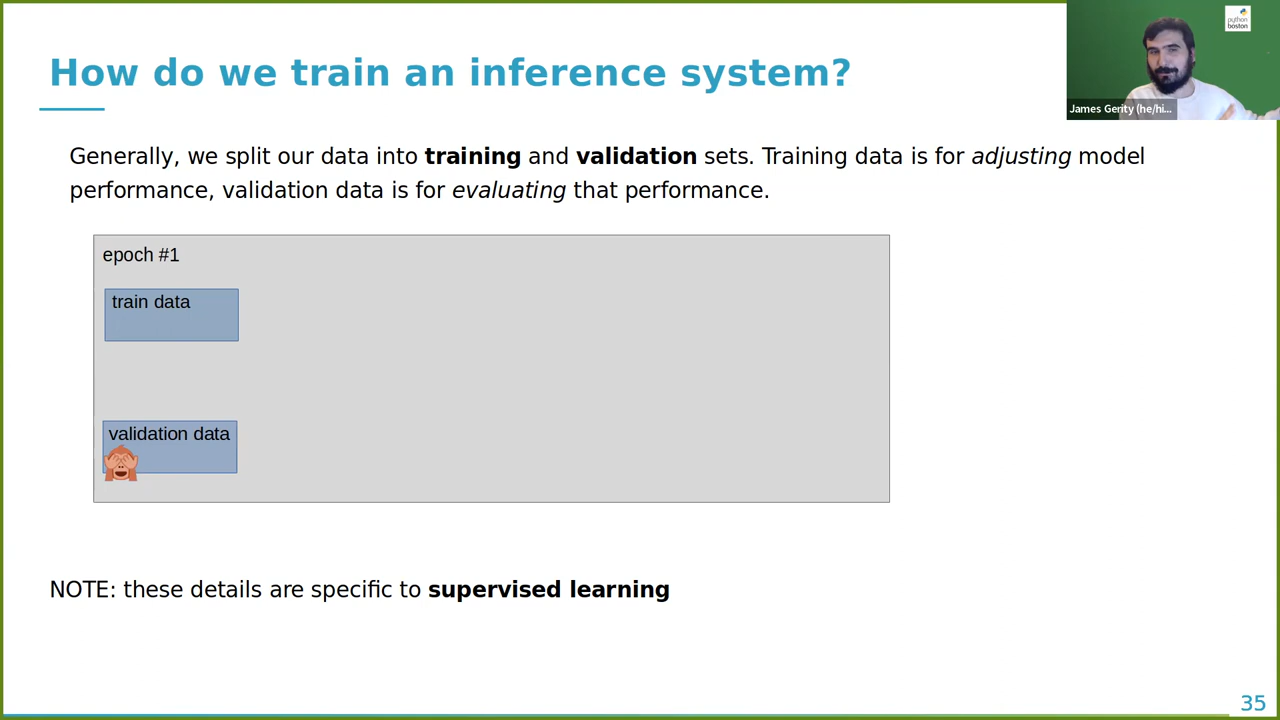 How do we train an inference system?
python
boston
James Gerity (he/hi...
Generally, we split our data into training and validation sets. Training data is for adjusting model
performance, validation data is for evaluating that performance.
epoch #1
train data
validation data
NOTE: these details are specific to supervised learning
35